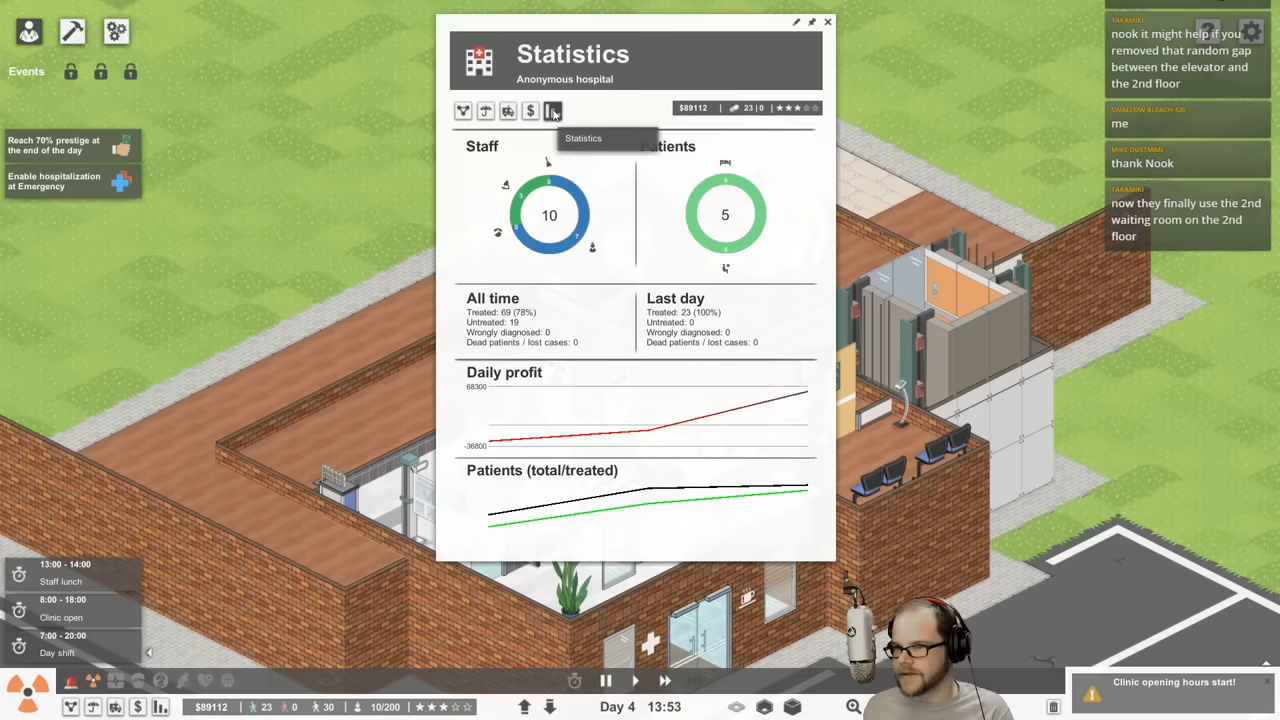 Events
Reach 70% prestige at
the end of the day
Enable hospitalization
at Emergency
Statistics
Anonymous hospital
$89112 | 23|0 |
Statistics
Staff
Patients
10
5
All time
Treated: 69 (78%)
Untreated: 19
Wrongly diagnosed: 0
Dead patients / lost cases: 0
Last day
Treated: 23 (100%)
Untreated: 0
Wrongly diagnosed: 0
Dead patients / lost cases: 0
Daily profit
68300
-36800
Patients (total/treated)
TAKAMIKI
nook it might help if you
removed that random gap
between the elevator and
the 2nd floor
SWALLOW BLEACH 420
me
MIKE DUSTMAN
thank Nook
TAKAMIKI
now they finally use the 2nd
waiting room on the 2nd
floor
13:00 - 14:00
Staff lunch
8:00 - 18:00
Clinic open
7:00 - 20:00
Day shift
$89112 | 23 0 30 10/200
Day 4 13:53
Clinic opening hours start!